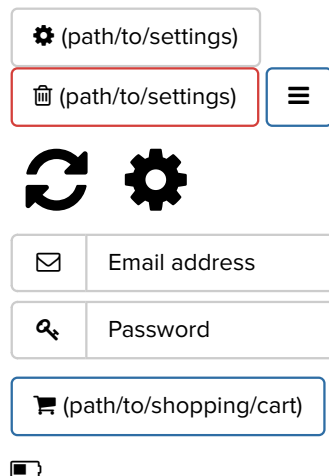 (path/to/settings)
(path/to/settings)
Email address
Password
(path/to/shopping/cart)